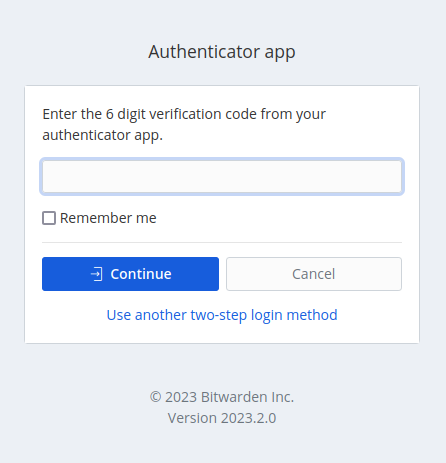 Authenticator app
Enter the 6 digit verification code from your
authenticator app.
Remember me
Continue
Cancel
Use another two-step login method
© 2023 Bitwarden Inc.
Version 2023.2.0